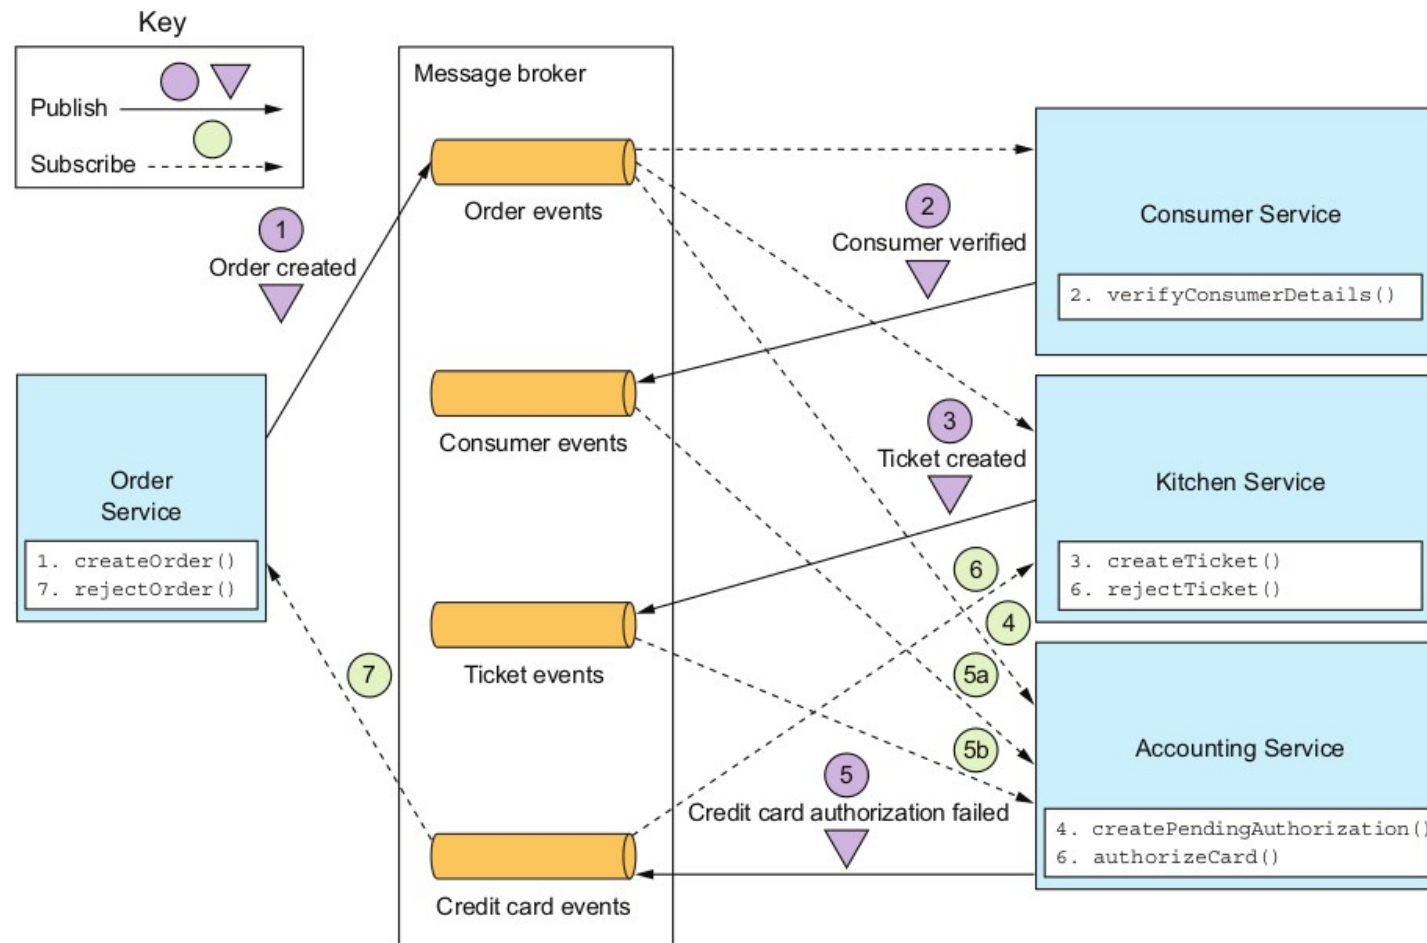 Key
Publish
Subscribe
Message broker
Order events
1
Order created
2
Consumer verified
Consumer Service
2. verifyConsumerDetails()
Consumer events
3
Ticket created
Kitchen Service
3. createTicket()
6. rejectTicket()
Order
Service
1. createOrder()
7. rejectOrder()
6
4
Ticket events
7
5a
5b
Accounting Service
4. createPendingAuthorization()
6. authorizeCard()
5
Credit card authorization failed
Credit card events